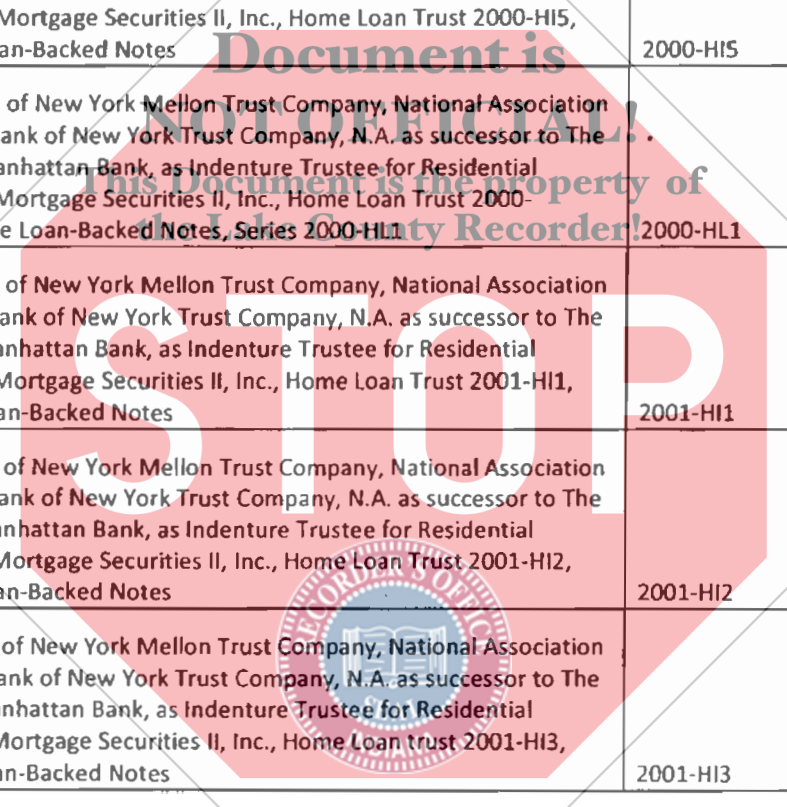 Mortgage Securities II, Inc., Home Loan Trust 2000-HI5,
an-Backed Notes 2000-HI5
Document is
of New York Mellon Trust Company, National Association
NOT OFFICIAL!
ank of New York Trust Company, N.A. as successor to The
anhattan Bank, as Indenture Trustee for Residential
This Document is the property of
Mortgage Securities II, Inc., Home Loan Trust 2000-
e Loan-Backed Notes, Series 2000-HL1 2000-HL1
the Lake County Recorder!
of New York Mellon Trust Company, National Association
ank of New York Trust Company, N.A. as successor to The
anhattan Bank, as Indenture Trustee for Residential
Mortgage Securities II, Inc., Home Loan Trust 2001-HI1,
an-Backed Notes 2001-HI1
STOP
of New York Mellon Trust Company, National Association
ank of New York Trust Company, N.A. as successor to The
anhattan Bank, as Indenture Trustee for Residential
Mortgage Securities II, Inc., Home Loan Trust 2001-HI2,
an-Backed Notes 2001-HI2
RECORDER'S OFFICE
of New York Mellon Trust Company, National Association
ank of New York Trust Company, N.A. as successor to The
anhattan Bank, as Indenture Trustee for Residential
SEAL
Mortgage Securities II, Inc., Home Loan trust 2001-HI3,
INDIANA
an-Backed Notes 2001-HI3